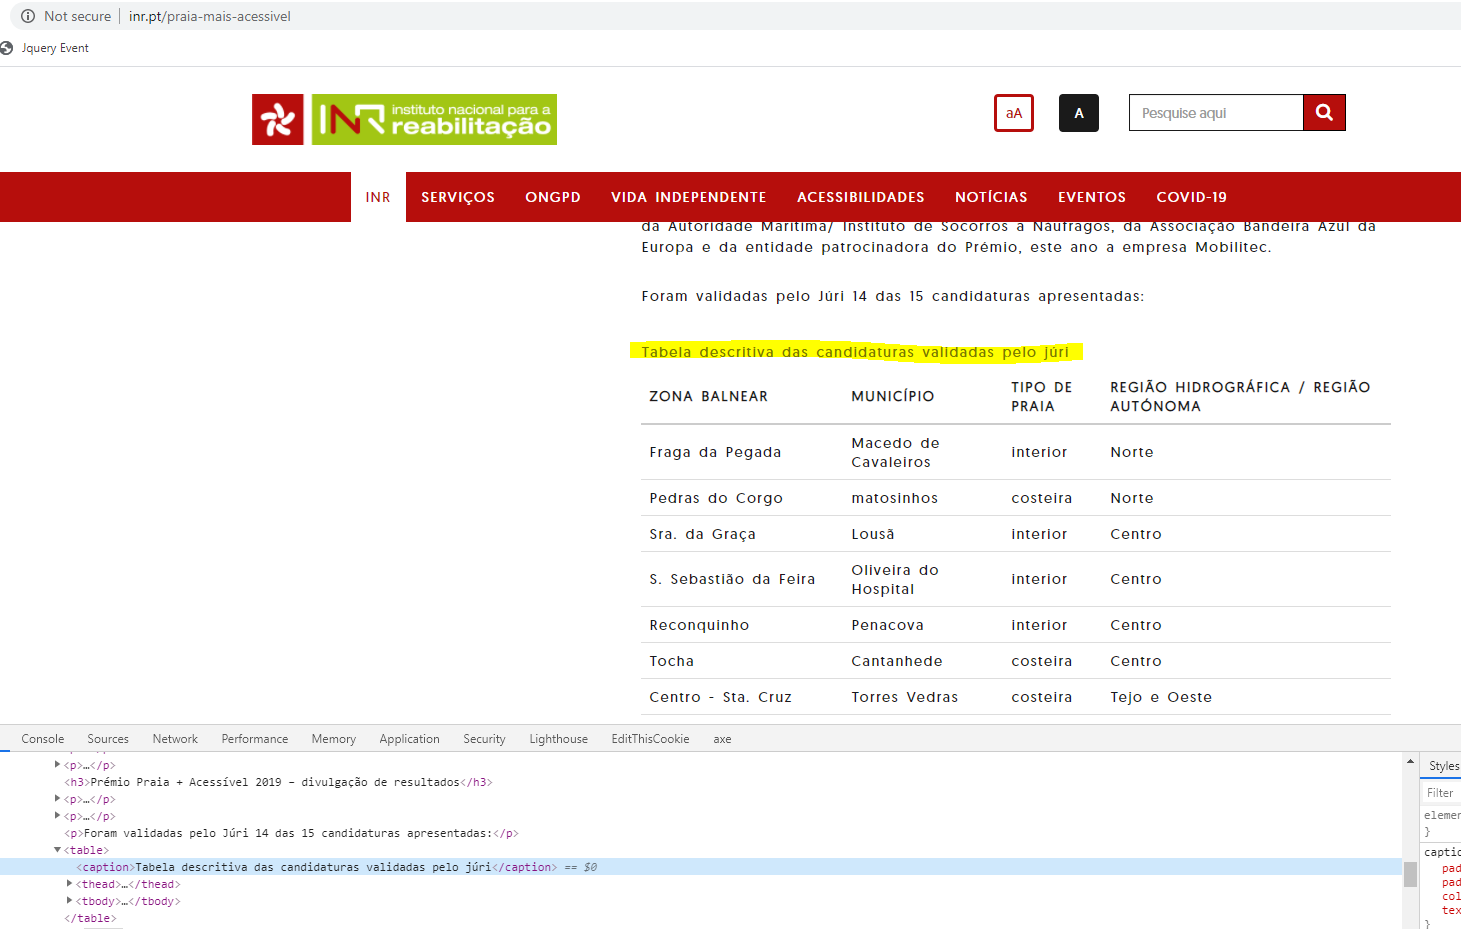 Not secure | inr.pt/praia-mais-acessivel
Jquery Event
INR instituto nacional para a
reabilitação
aA
A
Pesquise aqui
INR SERVIÇOS ONGPD VIDA INDEPENDENTE ACESSIBILIDADES NOTÍCIAS EVENTOS COVID-19
da Autoridade Marítima/ Instituto de Socorros a Náufragos, da Associação Bandeira Azul da
Europa e da entidade patrocinadora do Prémio, este ano a empresa Mobilitec.
Foram validadas pelo Júri 14 das 15 candidaturas apresentadas:
Tabela descritiva das candidaturas validadas pelo júri
ZONA BALNEAR MUNICÍPIO TIPO DE PRAIA REGIÃO HIDROGRÁFICA / REGIÃO AUTÓNOMA
Fraga da Pegada Macedo de Cavaleiros interior Norte
Pedras do Corgo matosinhos costeira Norte
Sra. da Graça Lousã interior Centro
S. Sebastião da Feira Oliveira do Hospital interior Centro
Reconquinho Penacova interior Centro
Tocha Cantanhede costeira Centro
Centro - Sta. Cruz Torres Vedras costeira Tejo e Oeste
Console Sources Network Performance Memory Application Security Lighthouse EditThisCookie axe
<p>…</p>
<h3>Prémio Praia + Acessível 2019 – divulgação de resultados</h3>
<p>…</p>
<p>…</p>
<p>Foram validadas pelo Júri 14 das 15 candidaturas apresentadas:</p>
<table>
<caption>Tabela descritiva das candidaturas validadas pelo júri</caption> == $0
<thead>…</thead>
<tbody>…</tbody>
</table>
Styles
Filter
elemen
}
captio
pad
pad
col
tex
}